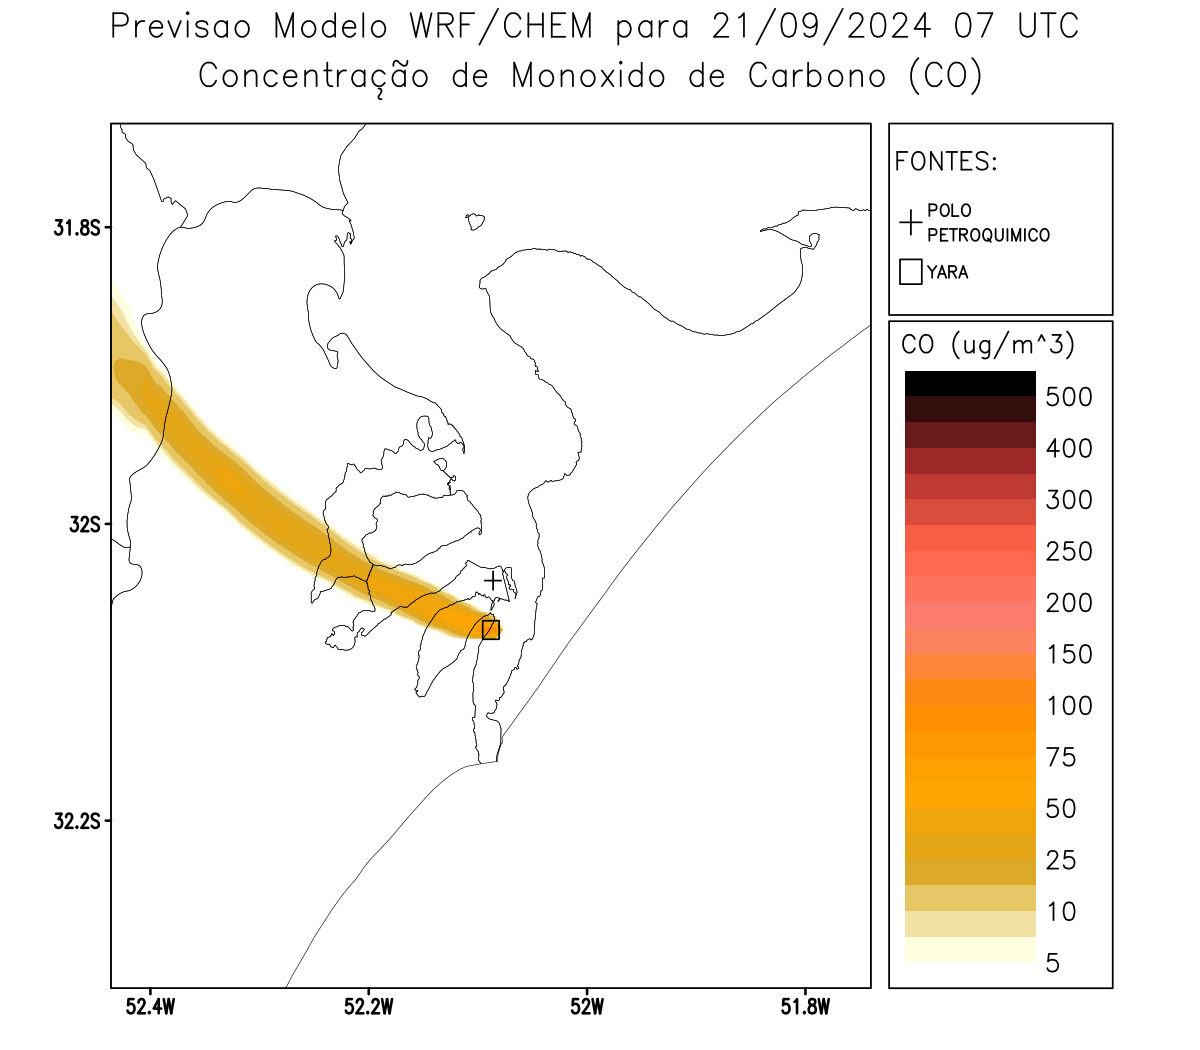 Previsao Modelo WRF/CHEM para 21/09/2024 07 UTC
Concentração de Monoxido de Carbono (CO)
FONTES:
POLO
PETROQUIMICO
YARA
CO (ug/m^3)
500
400
300
250
200
150
100
75
50
25
10
5
31.8S
32S
32.2S
52.4W
52.2W
52W
51.8W